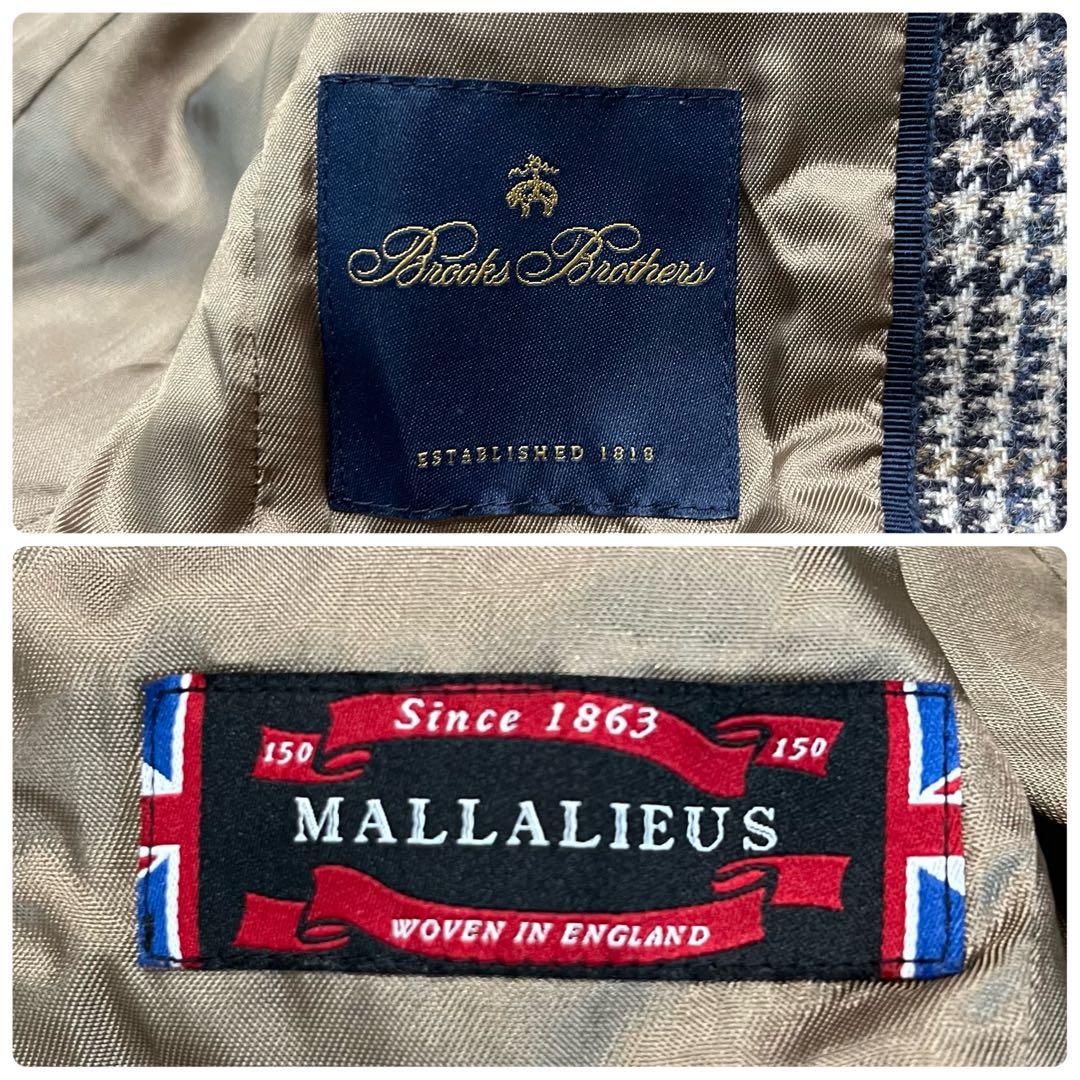 Brooks Brothers
ESTABLISHED 1818
Since 1863
150 150
MALLALIEUS
WOVEN IN ENGLAND